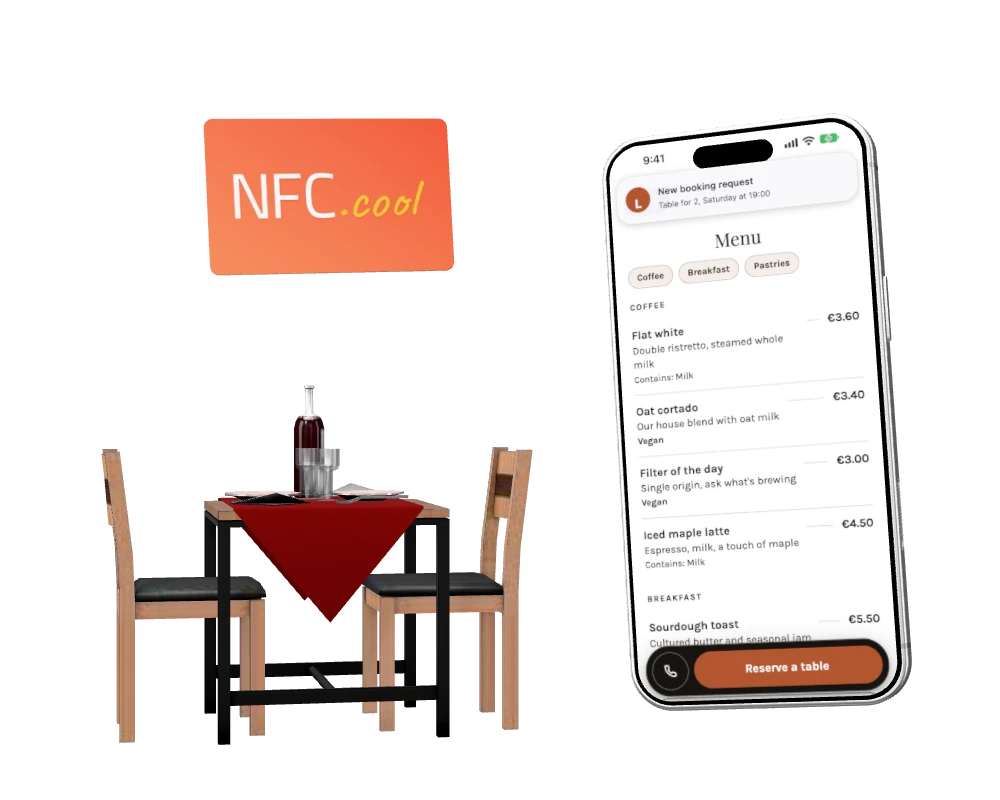 NFC.cool
9:41
L
New booking request
Table for 2, Saturday at 19:00
Menu
Coffee
Breakfast
Pastries
COFFEE
Flat white
€3.60
Double ristretto, steamed whole
milk
Contains: Milk
Oat cortado
€3.40
Our house blend with oat milk
Vegan
Filter of the day
€3.00
Single origin, ask what's brewing
Vegan
Iced maple latte
€4.50
Espresso, milk, a touch of maple
Contains: Milk
BREAKFAST
Sourdough toast
€5.50
Cultured butter and seasonal jam
Reserve a table